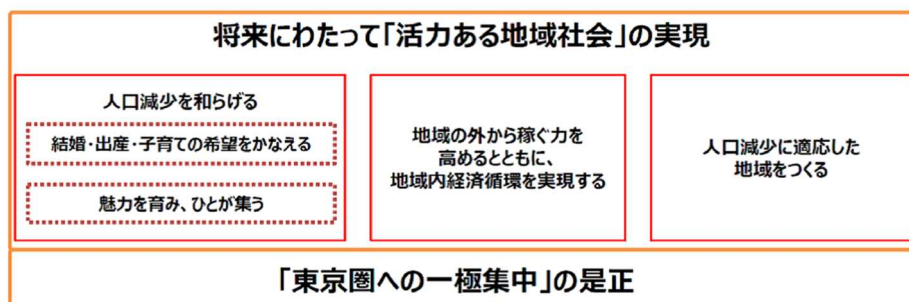 将来にわたって「活力ある地域社会」の実現
人口減少を和らげる
結婚・出産・子育ての希望をかなえる
魅力を育み、ひとが集う
地域の外から稼ぐ力を
高めるとともに、
地域内経済循環を実現する
人口減少に適応した
地域をつくる
「東京圏への一極集中」の是正